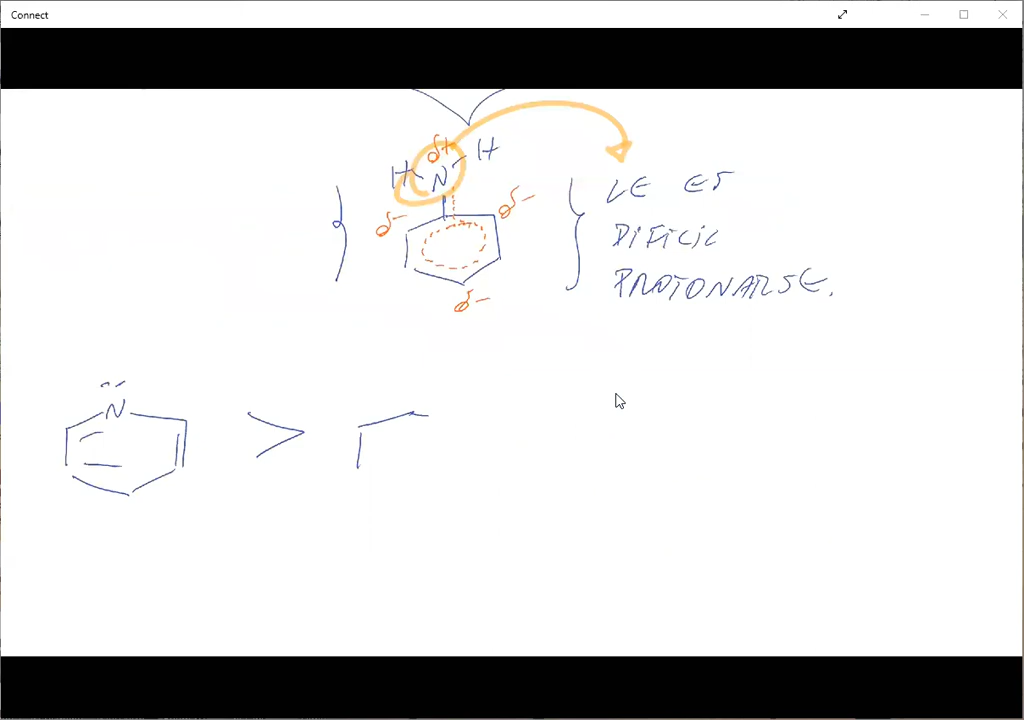 Connect
δ+
H
H
N
δ-
δ-
δ-
LE ES
DIFICIL
PROTONARSE.
N
>